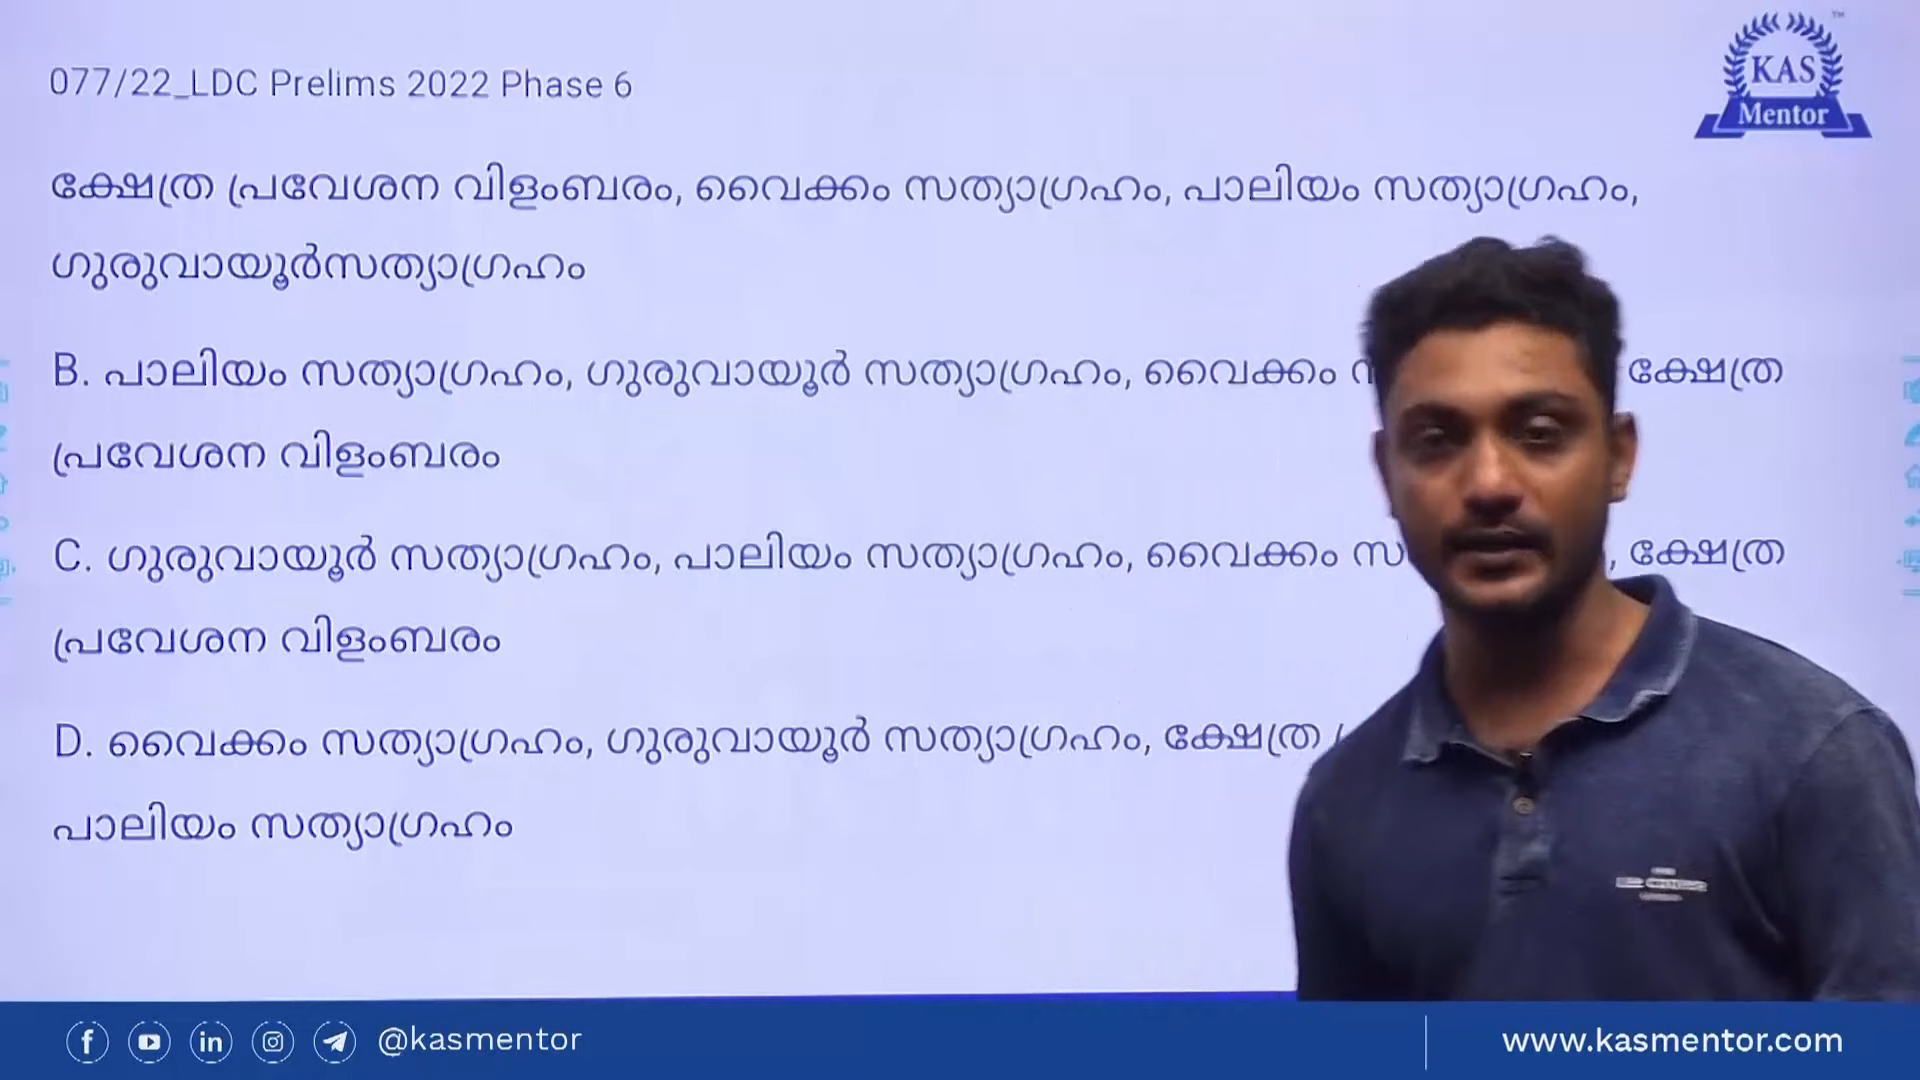 077/22_LDC Prelims 2022 Phase 6
KAS
Mentor
TM
ക്ഷേത്ര പ്രവേശന വിളംബരം, വൈക്കം സത്യാഗ്രഹം, പാലിയം സത്യാഗ്രഹം,
ഗുരുവായൂർസത്യാഗ്രഹം
B. പാലിയം സത്യാഗ്രഹം, ഗുരുവായൂർ സത്യാഗ്രഹം, വൈക്കം ക്ഷേത്ര
പ്രവേശന വിളംബരം
C. ഗുരുവായൂർ സത്യാഗ്രഹം, പാലിയം സത്യാഗ്രഹം, വൈക്കം , ക്ഷേത്ര
പ്രവേശന വിളംബരം
D. വൈക്കം സത്യാഗ്രഹം, ഗുരുവായൂർ സത്യാഗ്രഹം, ക്ഷേത്ര
പാലിയം സത്യാഗ്രഹം
@kasmentor
www.kasmentor.com